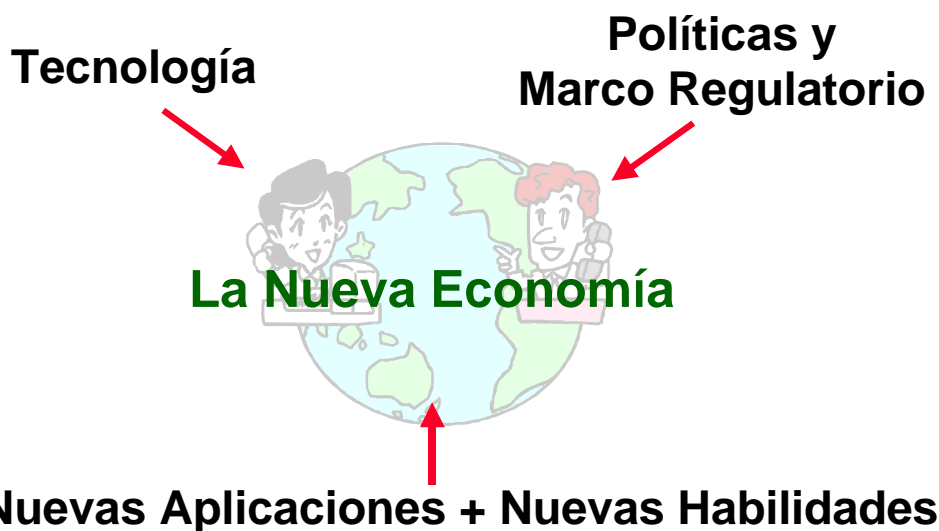 Tecnología
Políticas y
Marco Regulatorio
La Nueva Economía
Nuevas Aplicaciones + Nuevas Habilidades